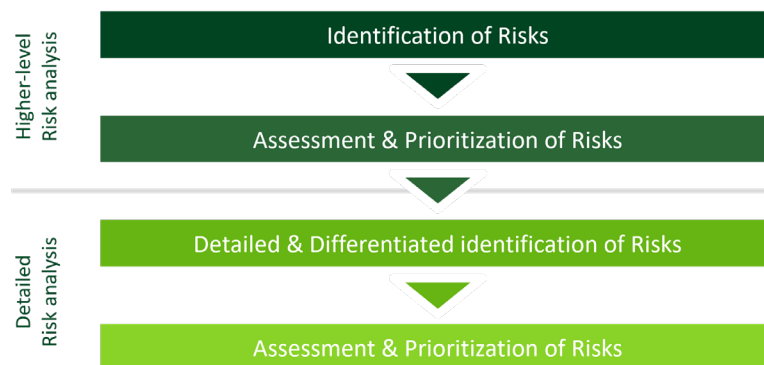 Higher-level
Risk analysis
Identification of Risks
Assessment & Prioritization of Risks
Detailed
Risk analysis
Detailed & Differentiated identification of Risks
Assessment & Prioritization of Risks